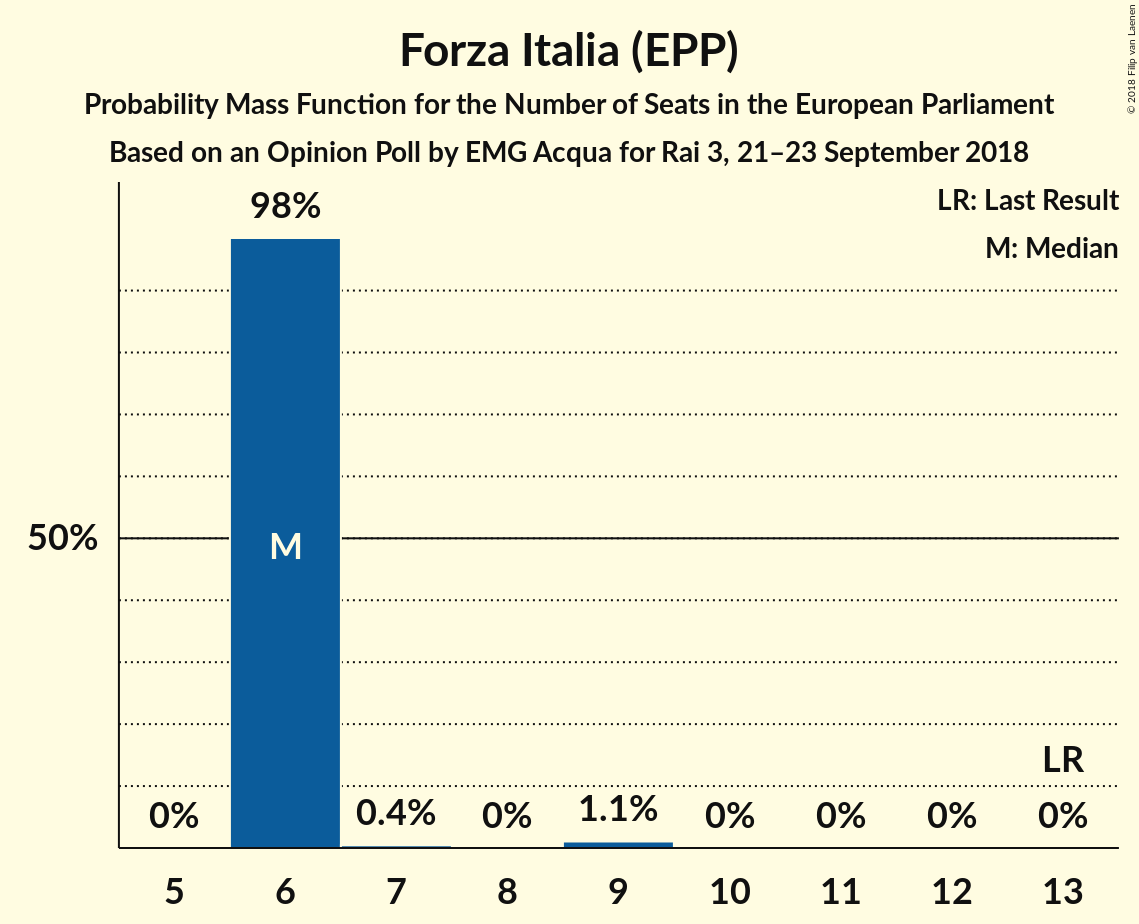 Forza Italia (EPP)
Probability Mass Function for the Number of Seats in the European Parliament
Based on an Opinion Poll by EMG Acqua for Rai 3, 21–23 September 2018
© 2018 Filip van Laenen
LR: Last Result
M: Median
98%
50%
M
LR
0%
0.4%
0%
1.1%
0%
0%
0%
0%
5 6 7 8 9 10 11 12 13